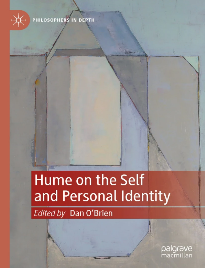 PHILOSOPHERS IN DEPTH
Hume on the Self
and Personal Identity
Edited by Dan O'Brien
palgrave
macmillan